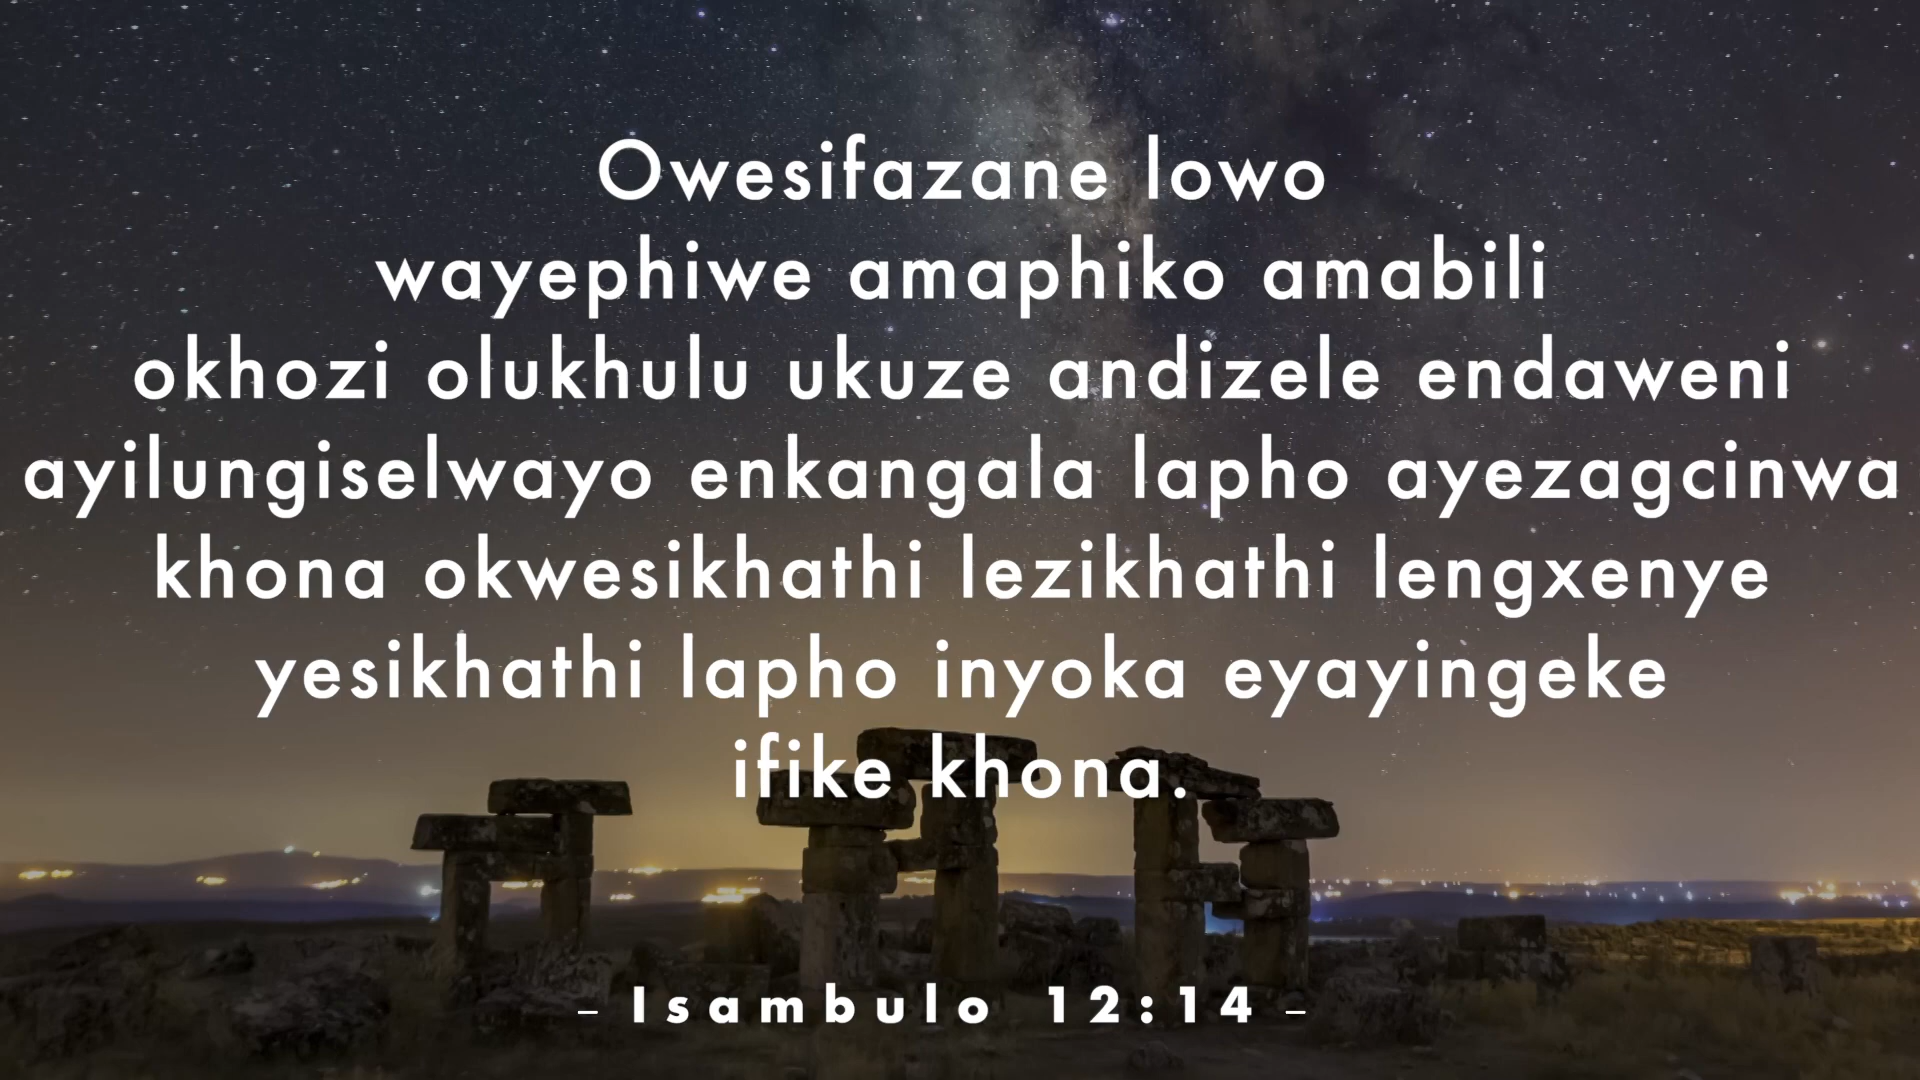 Owesifazane lowo
wayephiwe amaphiko amabili
okhozi olukhulu ukuze andizele endaweni
ayilungiselwayo enkangala lapho ayezagcinwa
khona okwesikhathi lezikhathi lengxenye
yesikhathi lapho inyoka eyayingeke
ifike khona.
– Isambulo 12:14 –